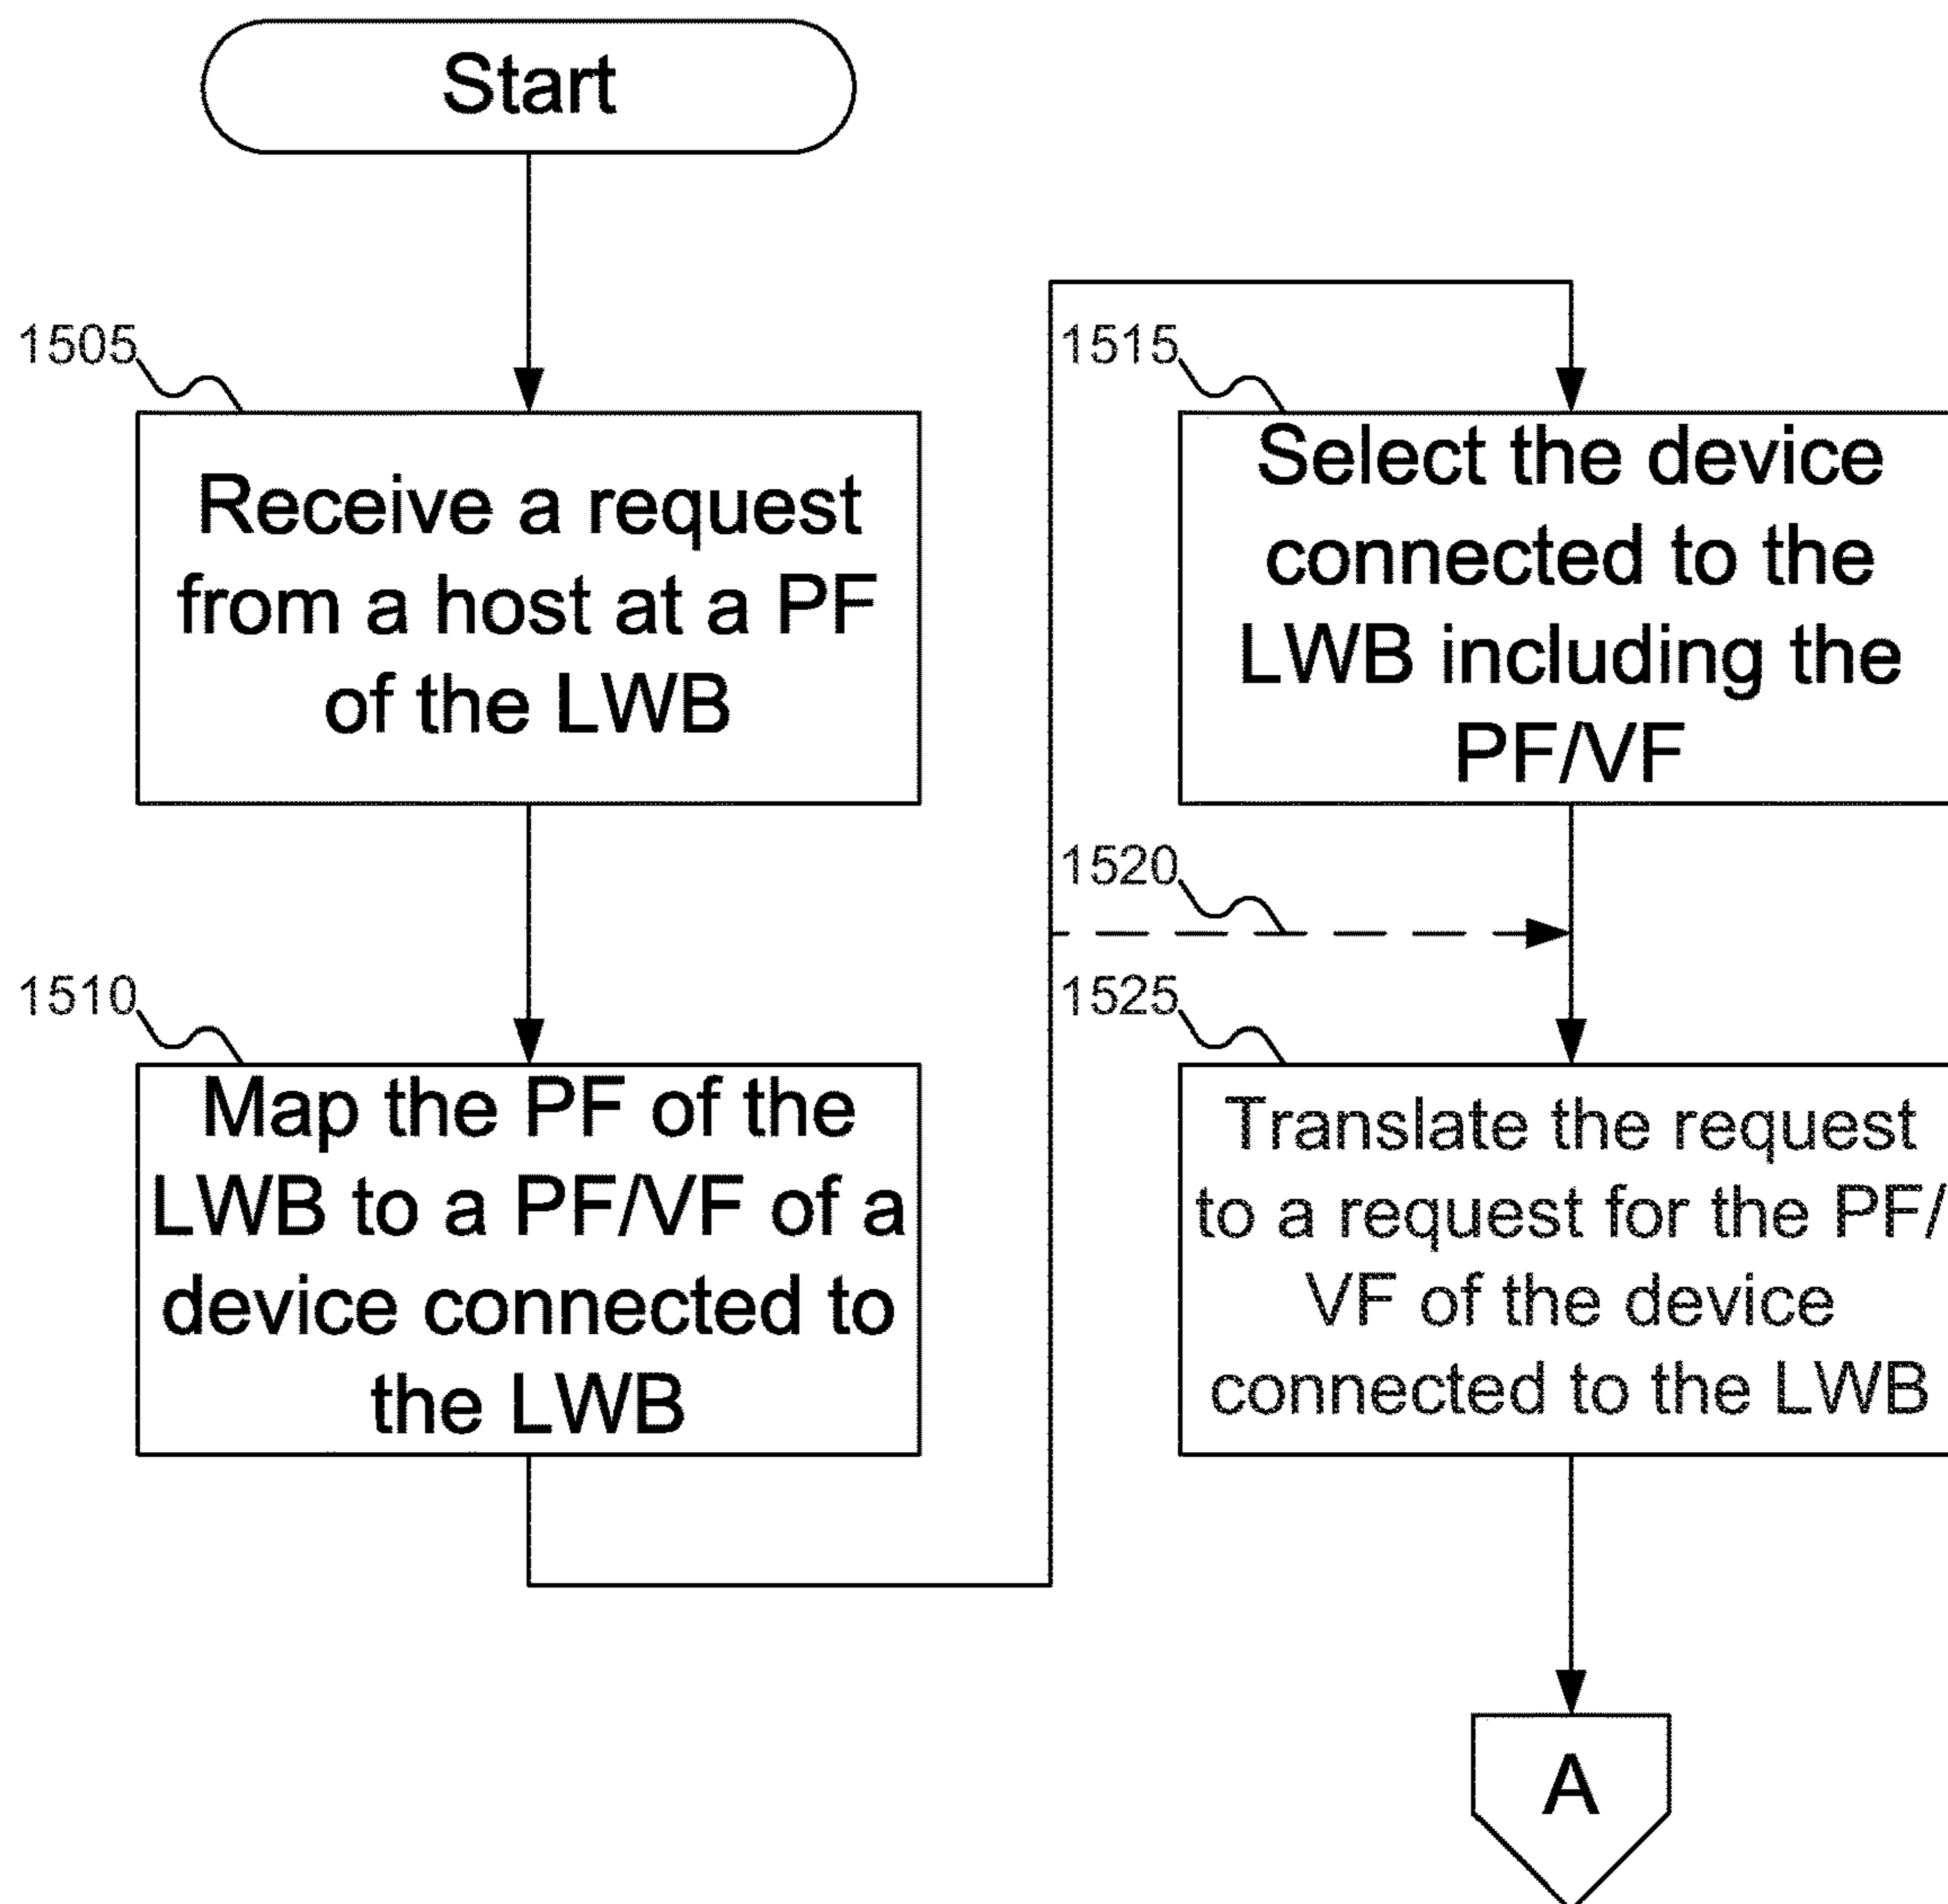 Start
1505
Receive a request
from a host at a PF
of the LWB
1510
Map the PF of the
LWB to a PF/VF of a
device connected to
the LWB
1515
Select the device
connected to the
LWB including the
PF/VF
1520
1525
Translate the request
to a request for the PF/
VF of the device
connected to the LWB
A